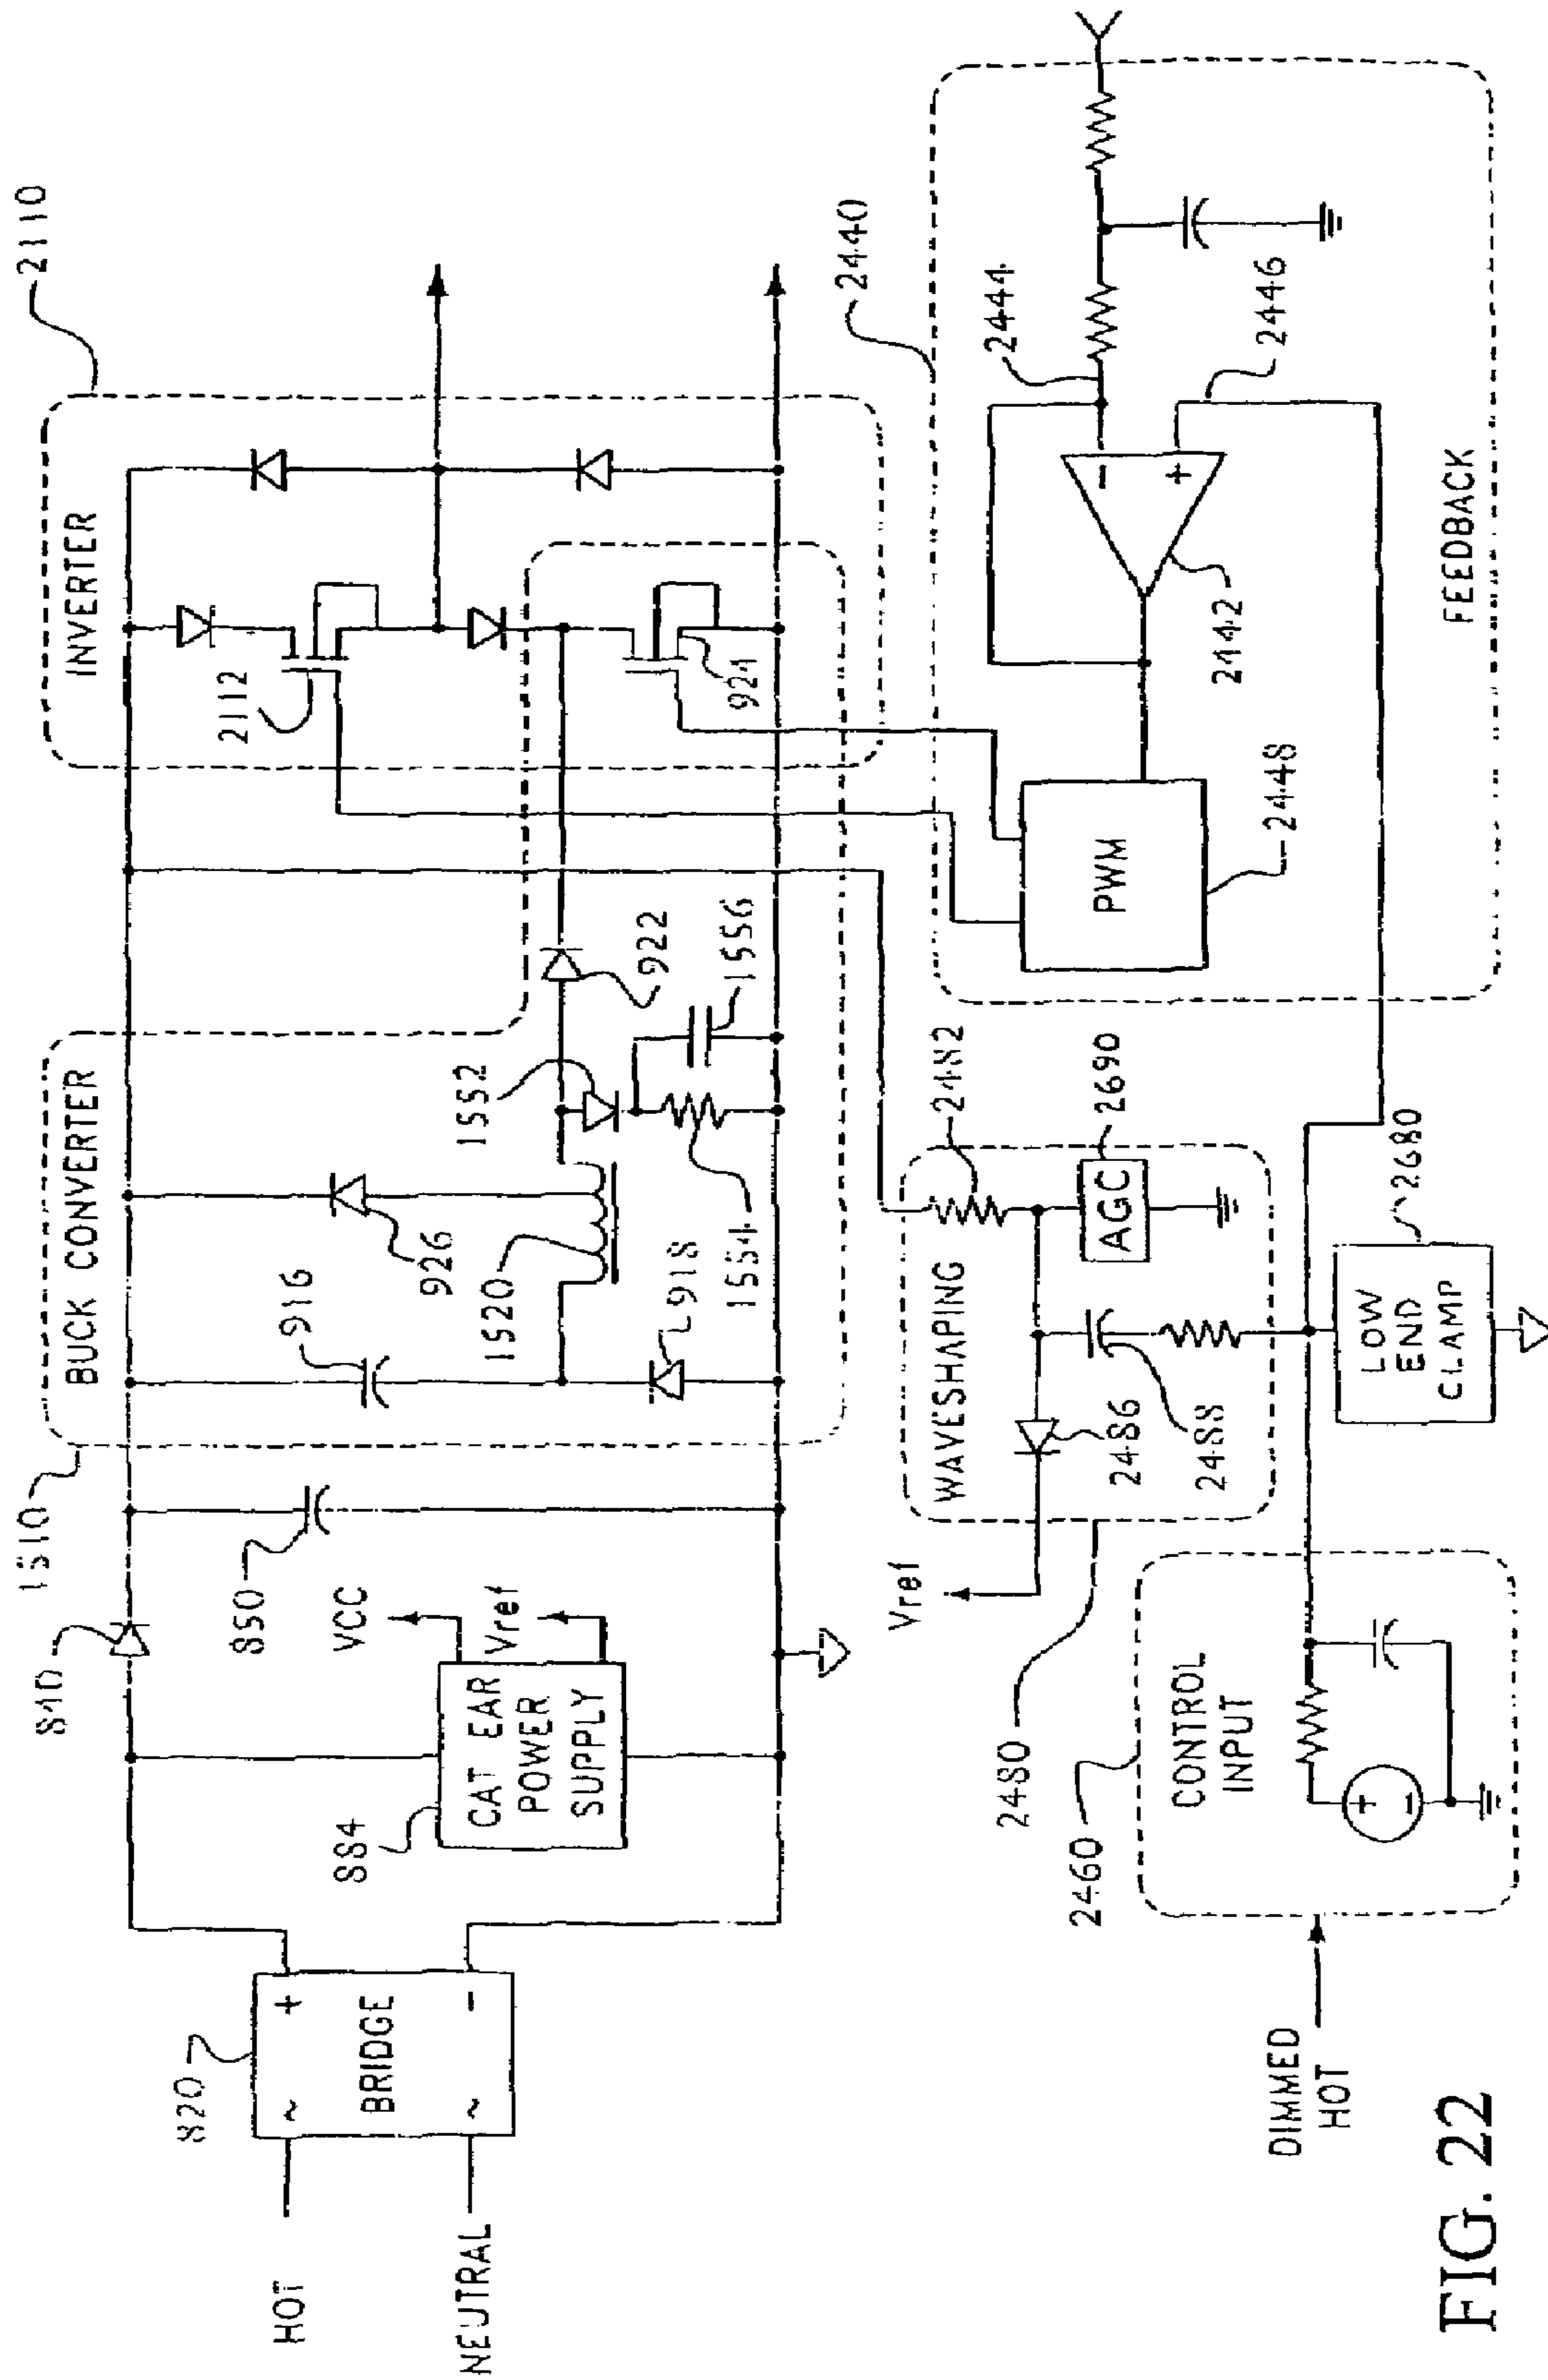 2110
1510
BUCK CONVERTER
INVERTER
840
850
916
926
1520
918
1552
1554
1556
922
2112
924
820
HOT
NEUTRAL
~
+
BRIDGE
~
-
884
CAT EAR
POWER
SUPPLY
VCC
Vref
2440
2444
2446
-
+
2442
PWM
2448
FEEDBACK
WAVESHAPING
2482
AGC
2690
2486
2488
Vref
2480
2460
CONTROL
INPUT
+
-
DIMMED
HOT
LOW
END
CLAMP
2680
FIG. 22